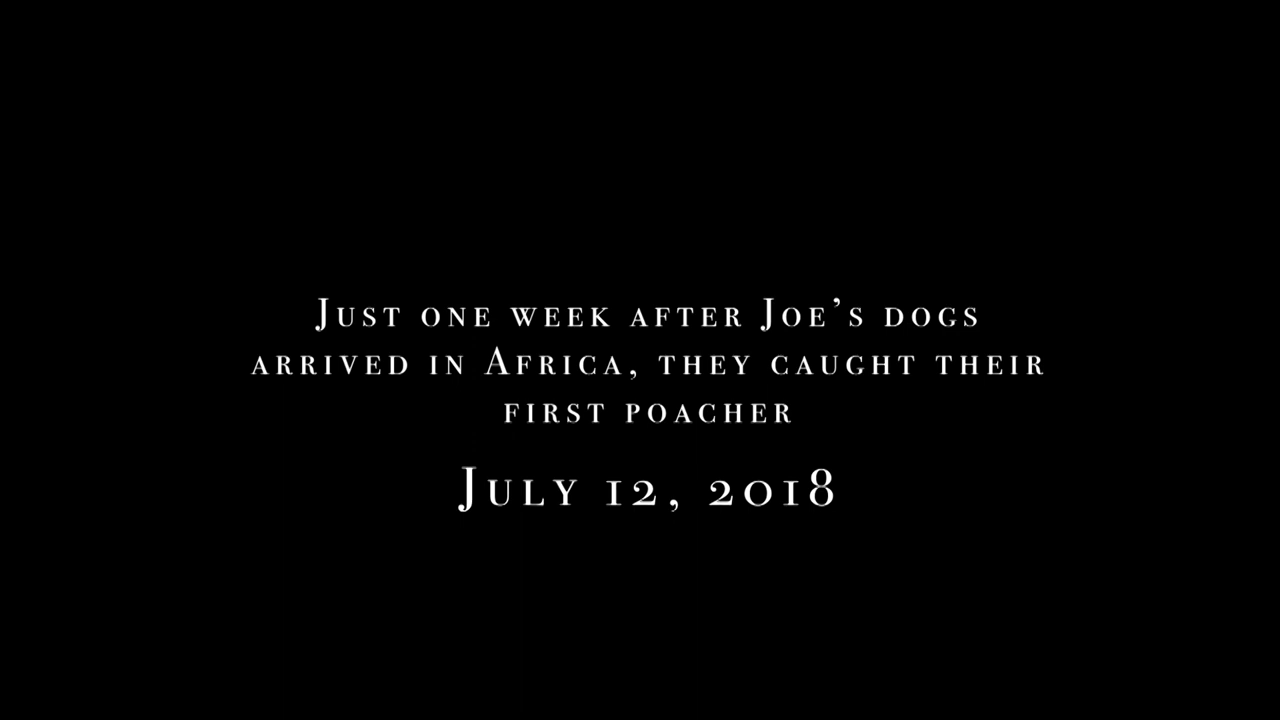 Just one week after Joe’s dogs
arrived in Africa, they caught their
first poacher
July 12, 2018